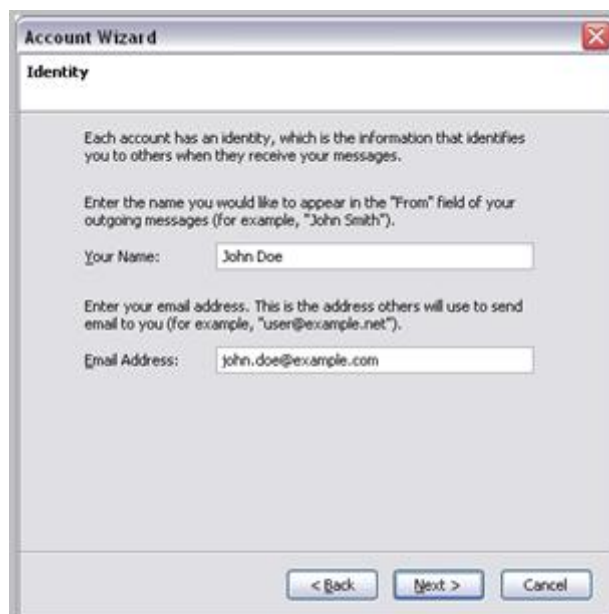 Account Wizard
Identity
Each account has an identity, which is the information that identifies
you to others when they receive your messages.
Enter the name you would like to appear in the "From" field of your
outgoing messages (for example, "John Smith").
Your Name: John Doe
Enter your email address. This is the address others will use to send
email to you (for example, "user@example.net").
Email Address: john.doe@example.com
< Back Next > Cancel